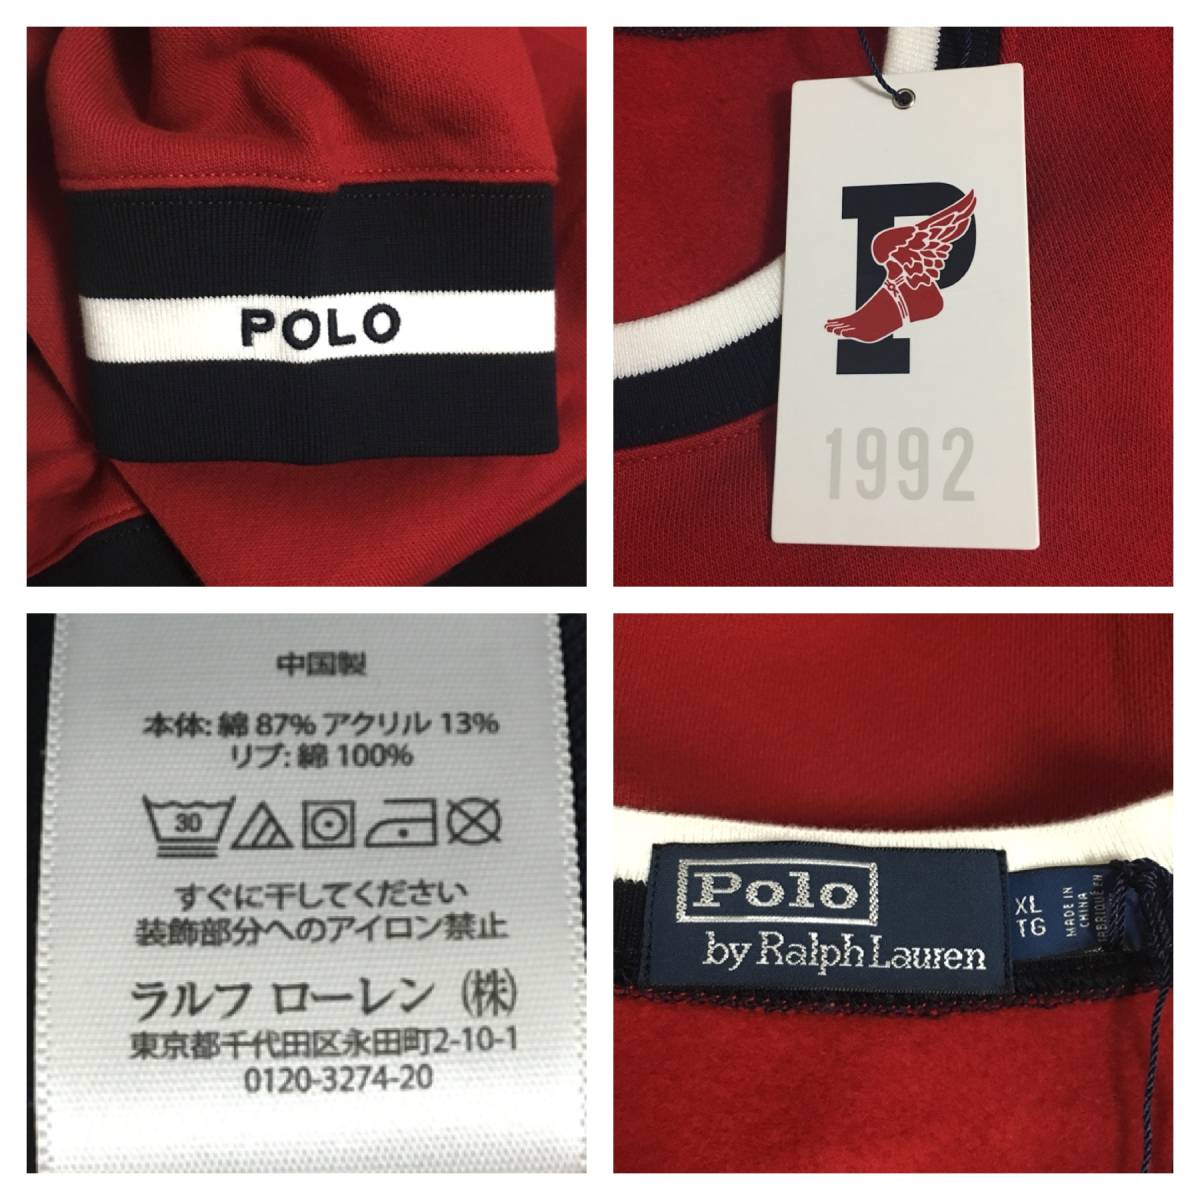 POLO
P
1992
中国製
本体: 綿 87% アクリル 13%
リブ: 綿 100%
30
すぐに干してください
装飾部分へのアイロン禁止
ラルフ ローレン (株)
東京都千代田区永田町2-10-1
0120-3274-20
Polo
by Ralph Lauren
XL
TG
MADE IN
CHINA
FABRIQUÉ EN